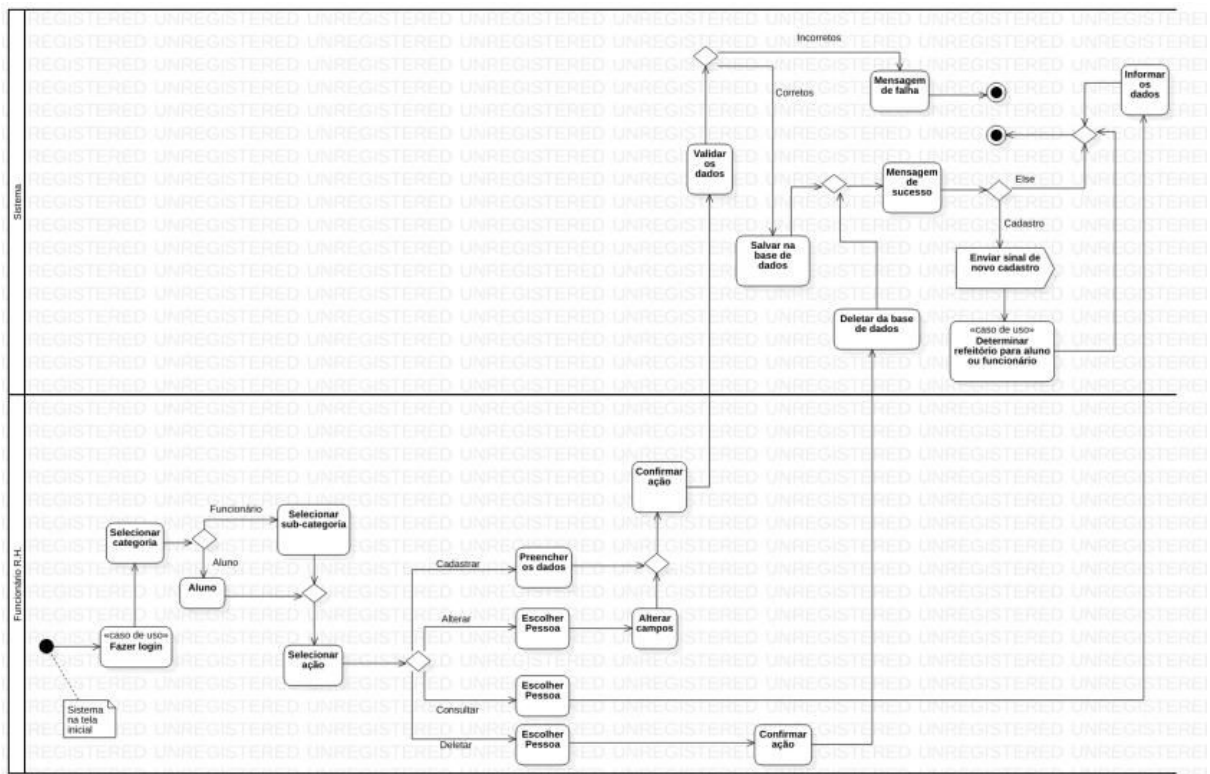 Sistema
Incorretos
Corretos
Mensagem
de falha
Informar
os
dados
Validar
os
dados
Mensagem
de
sucesso
Else
Cadastro
Salvar na
base de
dados
Enviar sinal de
novo cadastro
Deletar da base
de dados
«caso de uso»
Determinar
refeitório para aluno
ou funcionário
Funcionário R.H.
Confirmar
ação
Selecionar
categoria
Funcionário
Aluno
Selecionar
sub-categoria
Aluno
Cadastrar
Preencher
os dados
Alterar
Escolher
Pessoa
Alterar
campos
«caso de uso»
Fazer login
Selecionar
ação
Sistema
na tela
inicial
Consultar
Escolher
Pessoa
Deletar
Escolher
Pessoa
Confirmar
ação